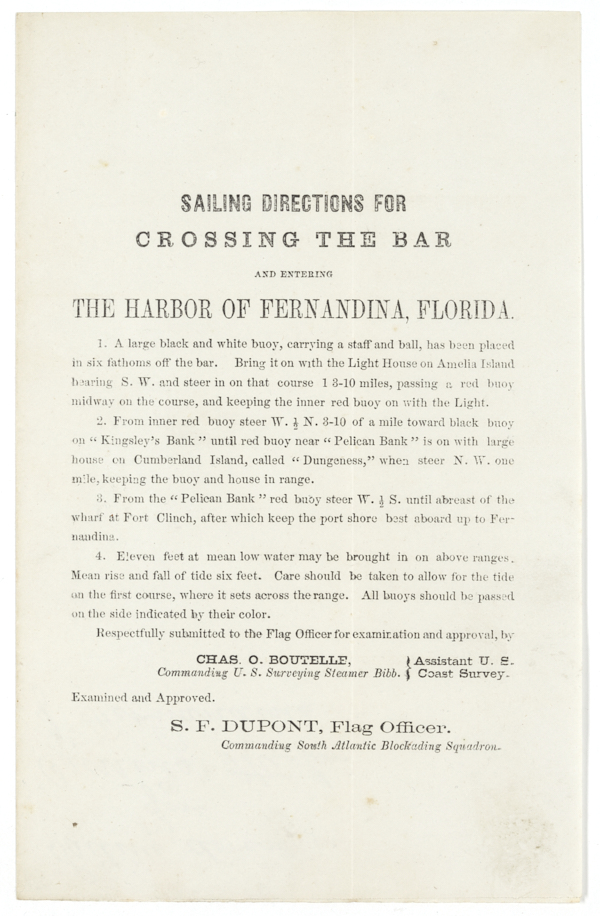 SAILING DIRECTIONS FOR
CROSSING THE BAR
AND ENTERING
THE HARBOR OF FERNANDINA, FLORIDA.
1. A large black and white buoy, carrying a staff and ball, has been placed
in six fathoms off the bar. Bring it on with the Light House on Amelia Island
bearing S. W. and steer in on that course 1 3-10 miles, passing a red buoy
midway on the course, and keeping the inner red buoy on with the Light.
2. From inner red buoy steer W. ½ N. 3-10 of a mile toward black buoy
on “Kingsley's Bank” until red buoy near “Pelican Bank” is on with large
house on Cumberland Island, called “Dungeness,” when steer N. W. one
mile, keeping the buoy and house in range.
3. From the “Pelican Bank” red buoy steer W. ½ S. until abreast of the
wharf at Fort Clinch, after which keep the port shore best aboard up to Fer-
nandina.
4. Eleven feet at mean low water may be brought in on above ranges.
Mean rise and fall of tide six feet. Care should be taken to allow for the tide
on the first course, where it sets across the range. All buoys should be passed
on the side indicated by their color.
Respectfully submitted to the Flag Officer for examination and approval, by
CHAS. O. BOUTELLE, } Assistant U. S.
Commanding U. S. Surveying Steamer Bibb. } Coast Survey.
Examined and Approved.
S. F. DUPONT, Flag Officer.
Commanding South Atlantic Blockading Squadron.